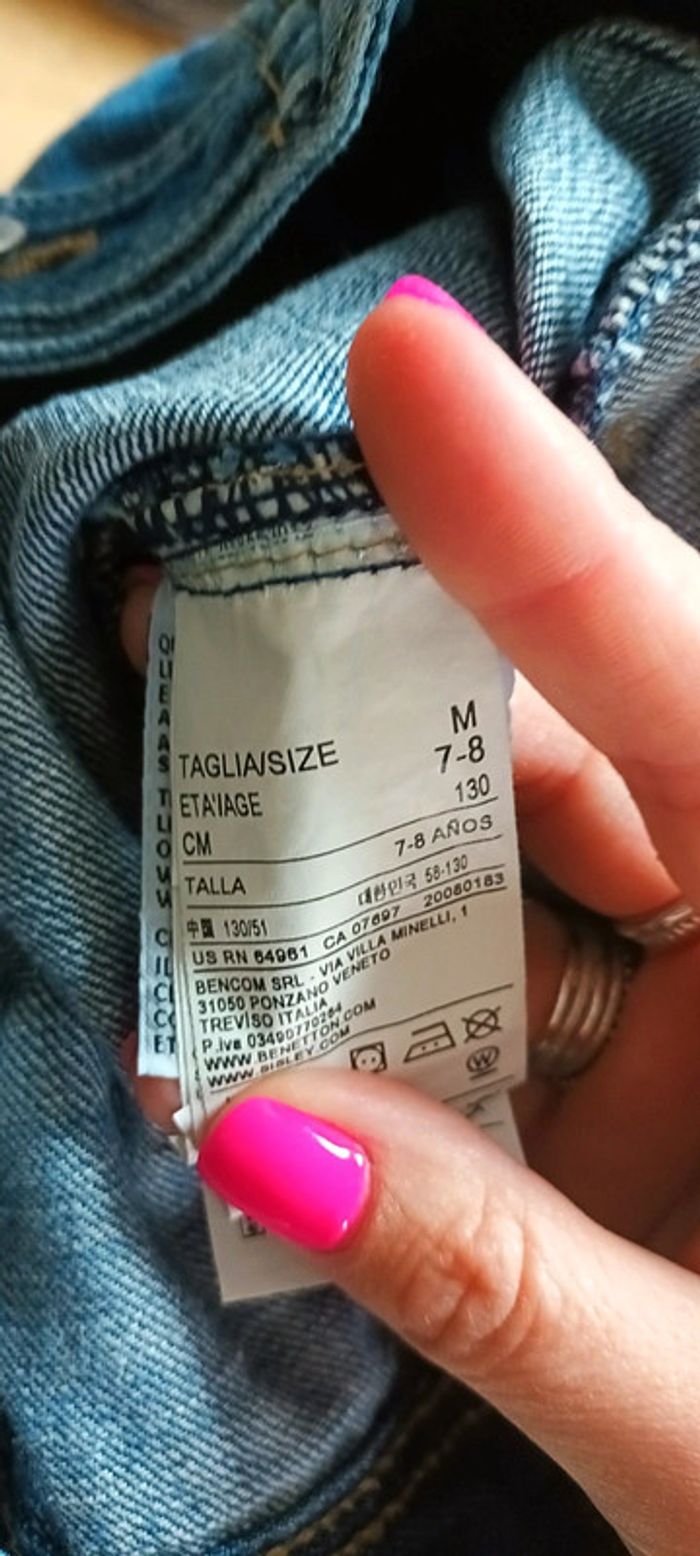 M
TAGLIA/SIZE 7-8
ETA'/AGE 130
CM
TALLA 7-8 AÑOS
中國 130/51 대한민국 58-130
US RN 64961 CA 07697 20080183
BENCOM SRL - VIA VILLA MINELLI, 1
31050 PONZANO VENETO
TREVISO ITALIA
P.iva 03490770264
WWW.BENETTON.COM
WWW.SISLEY.COM
W